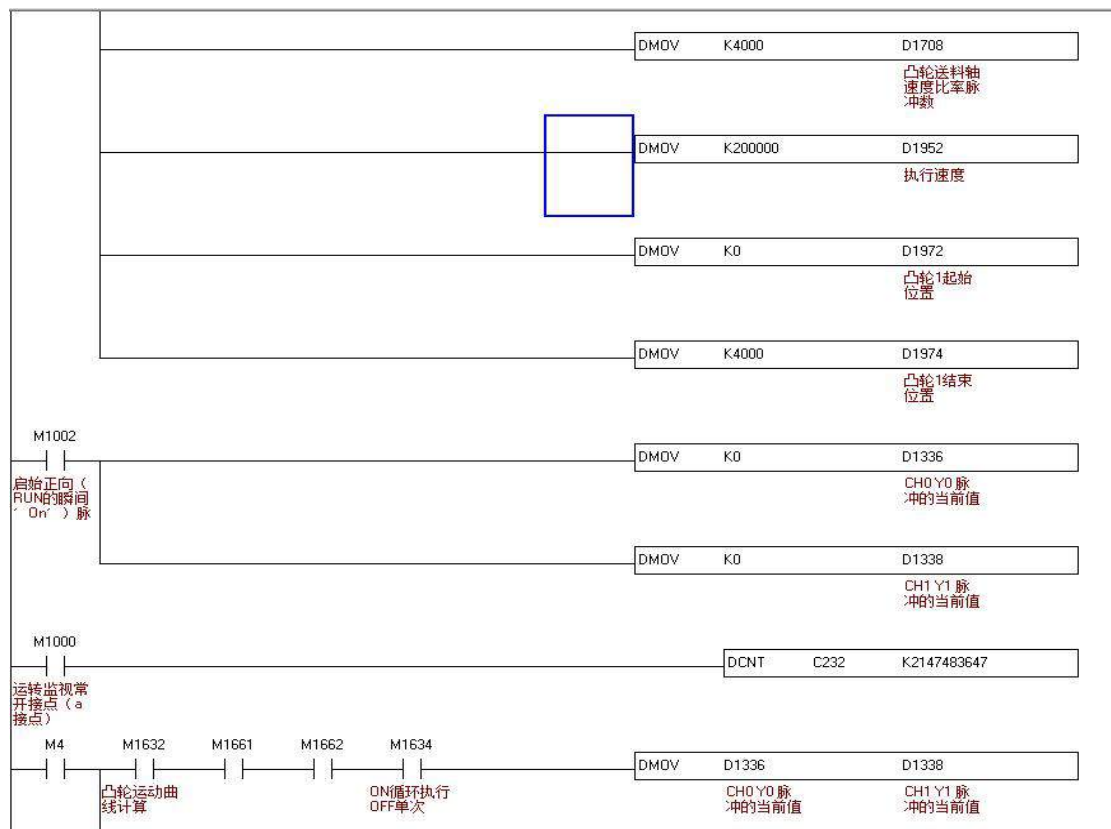 DMOV K4000 D1708
凸轮送料轴
速度比率脉
冲数
DMOV K200000 D1952
执行速度
DMOV K0 D1972
凸轮1起始
位置
DMOV K4000 D1974
凸轮1结束
位置
M1002
DMOV K0 D1336
启始正向（
RUN的瞬间
‘On’）脉
CH0 Y0 脉
冲的当前值
DMOV K0 D1338
CH1 Y1 脉
冲的当前值
M1000
DCNT C232 K2147483647
运转监视常
开接点（a
接点）
M4 M1632 M1661 M1662 M1634
DMOV D1336 D1338
凸轮运动曲
线计算
ON循环执行
OFF单次
CH0 Y0 脉
冲的当前值
CH1 Y1 脉
冲的当前值